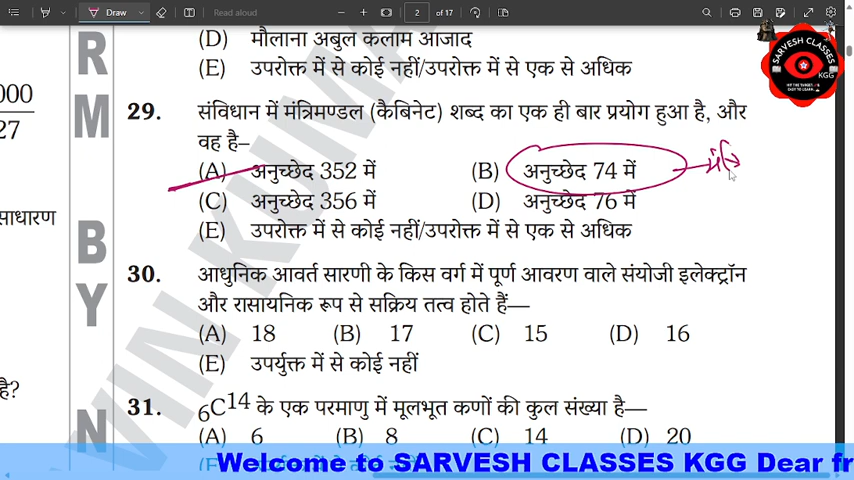 Draw
2 of 17
SARVESH CLASSES
KGG
(D) मौलाना अबुल कलाम आजाद
(E) उपरोक्त में से कोई नहीं/उपरोक्त में से एक से अधिक
29. संविधान में मंत्रिमण्डल (कैबिनेट) शब्द का एक ही बार प्रयोग हुआ है, और
वह है–
(A) अनुच्छेद 352 में (B) अनुच्छेद 74 में
(C) अनुच्छेद 356 में (D) अनुच्छेद 76 में
(E) उपरोक्त में से कोई नहीं/उपरोक्त में से एक से अधिक
30. आधुनिक आवर्त सारणी के किस वर्ग में पूर्ण आवरण वाले संयोजी इलेक्ट्रॉन
और रासायनिक रूप से सक्रिय तत्व होते हैं—
(A) 18 (B) 17 (C) 15 (D) 16
(E) उपर्युक्त में से कोई नहीं
31. ₆C¹⁴ के एक परमाणु में मूलभूत कणों की कुल संख्या है—
(A) 6 (B) 8 (C) 14 (D) 20
000
27
साधारण
है?
R
M
B
Y
N
VIN KUMA
Welcome to SARVESH CLASSES KGG Dear fr